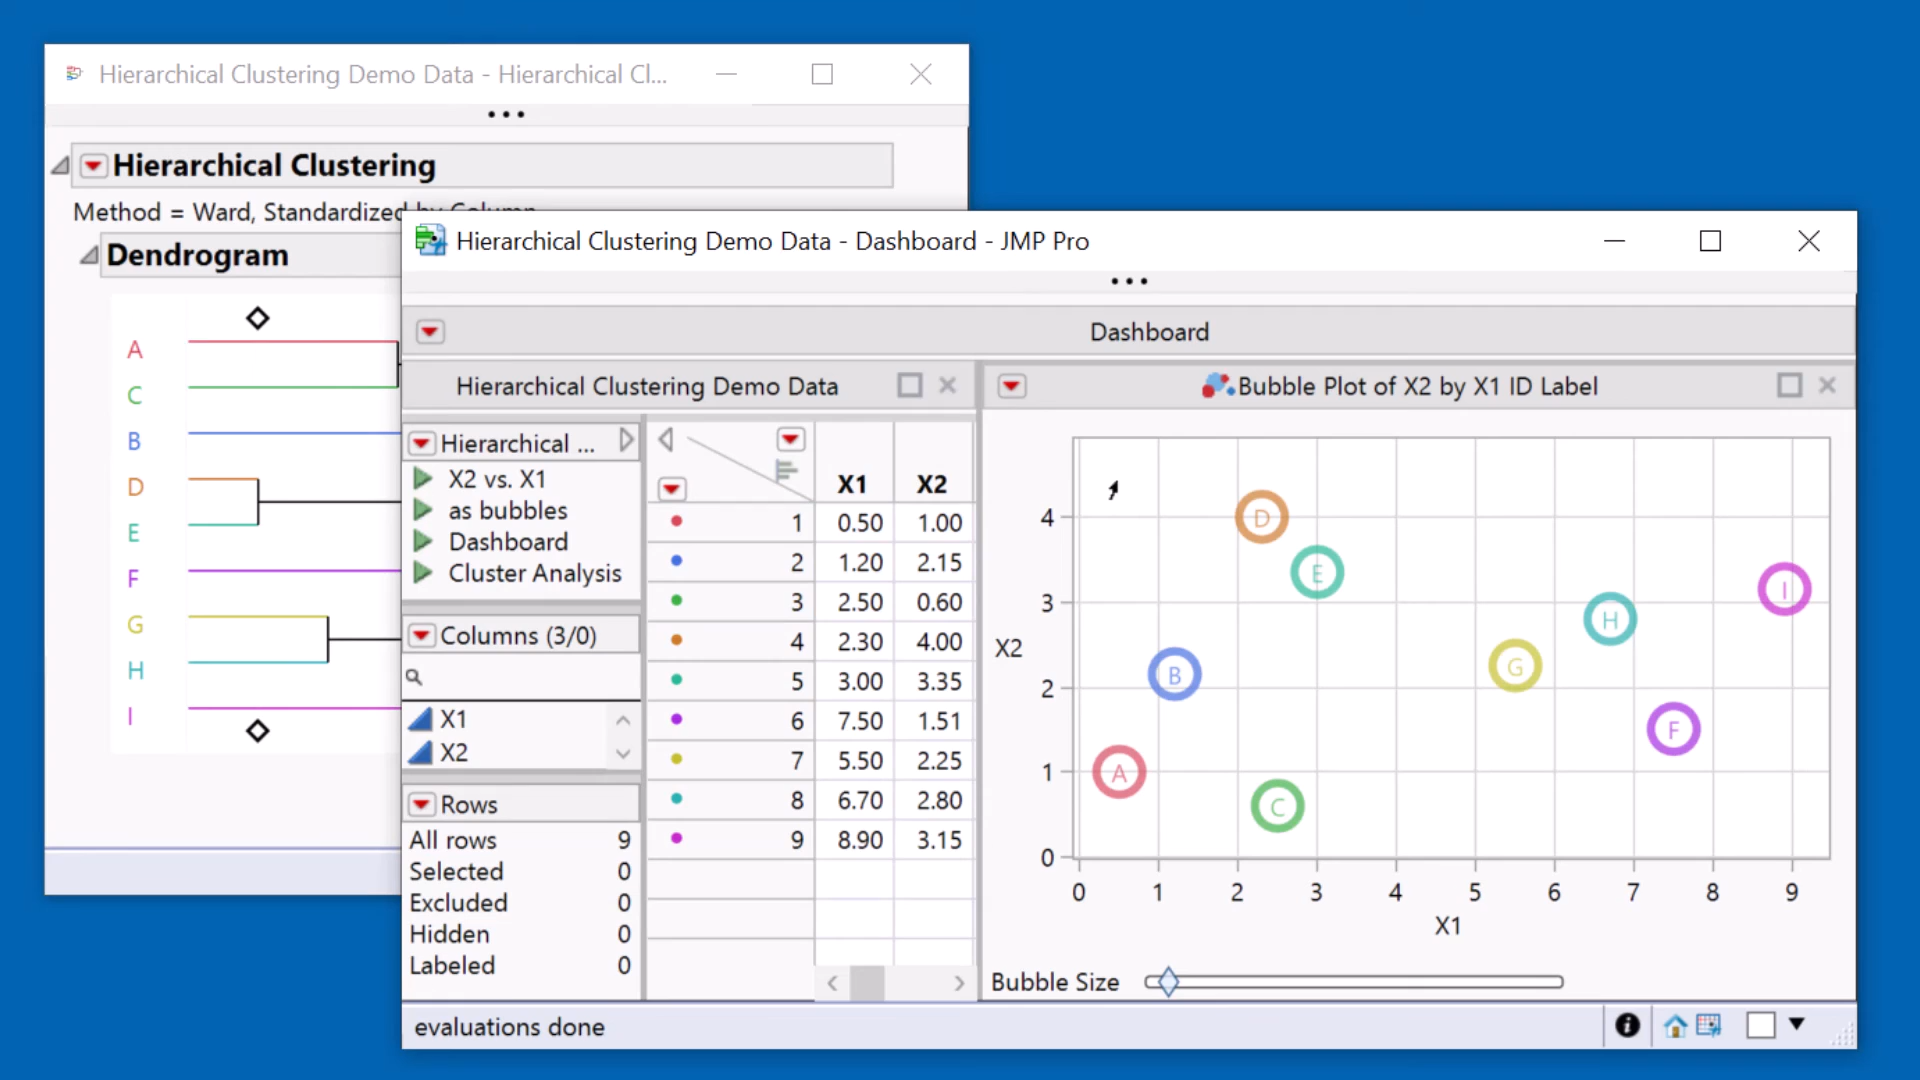 Hierarchical Clustering Demo Data - Hierarchical Cl...
Hierarchical Clustering
Method = Ward, Standardized by Column
Dendrogram
A
C
B
D
E
F
G
H
I
Hierarchical Clustering Demo Data - Dashboard - JMP Pro
Dashboard
Hierarchical Clustering Demo Data
Hierarchical ...
X2 vs. X1
as bubbles
Dashboard
Cluster Analysis
Columns (3/0)
X1
X2
Rows
All rows 9
Selected 0
Excluded 0
Hidden 0
Labeled 0
X1 X2
1 0.50 1.00
2 1.20 2.15
3 2.50 0.60
4 2.30 4.00
5 3.00 3.35
6 7.50 1.51
7 5.50 2.25
8 6.70 2.80
9 8.90 3.15
Bubble Plot of X2 by X1 ID Label
4
3
2
1
0
X2
D
E
I
H
G
B
F
A
C
0 1 2 3 4 5 6 7 8 9
X1
Bubble Size
evaluations done